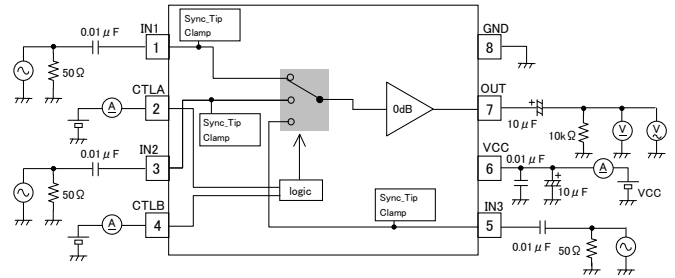 Sync_Tip
Clamp
IN1
0.01μF
1
50Ω
GND
8
CTLA
A
2
0dB
OUT
7
10μF
10kΩ
V
V
Sync_Tip
Clamp
IN2
0.01μF
3
50Ω
VCC
6
0.01μF
10μF
A
VCC
logic
CTLB
A
4
Sync_Tip
Clamp
IN3
5
0.01μF
50Ω